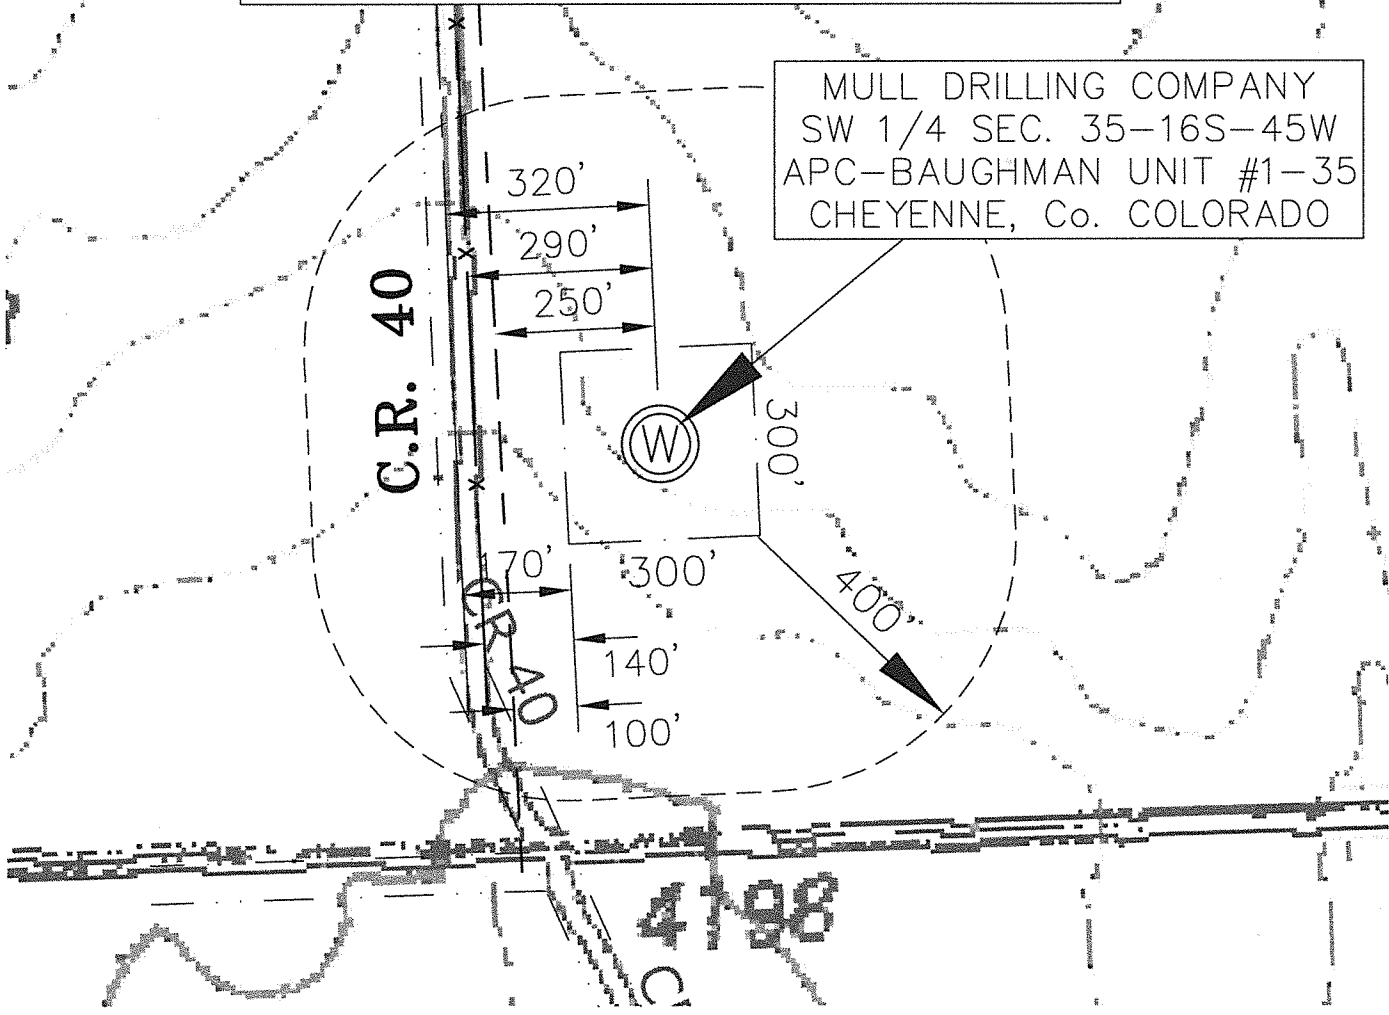 MULL DRILLING COMPANY
SW 1/4 SEC. 35-16S-45W
APC-BAUGHMAN UNIT #1-35
CHEYENNE, Co. COLORADO
320'
290'
250'
C.R. 40
W
300'
170'
300'
400'
CR 40
140'
100'
4198